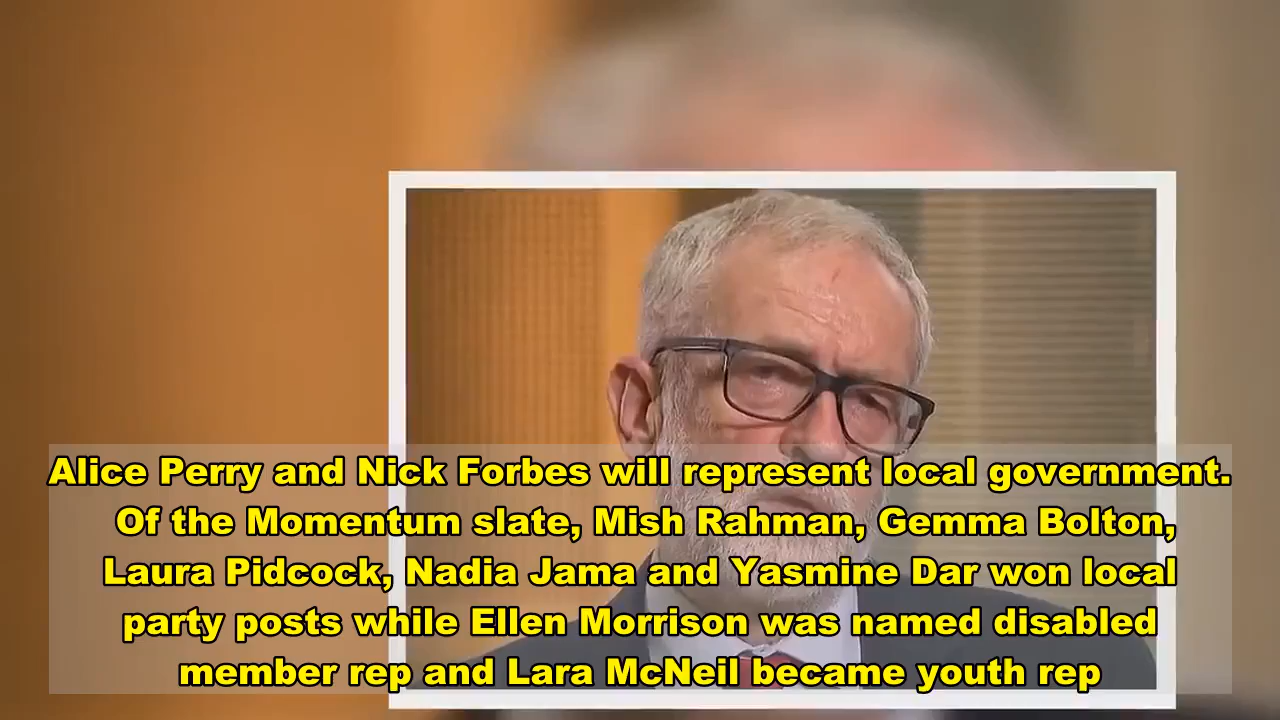 Alice Perry and Nick Forbes will represent local government.
Of the Momentum slate, Mish Rahman, Gemma Bolton,
Laura Pidcock, Nadia Jama and Yasmine Dar won local
party posts while Ellen Morrison was named disabled
member rep and Lara McNeil became youth rep